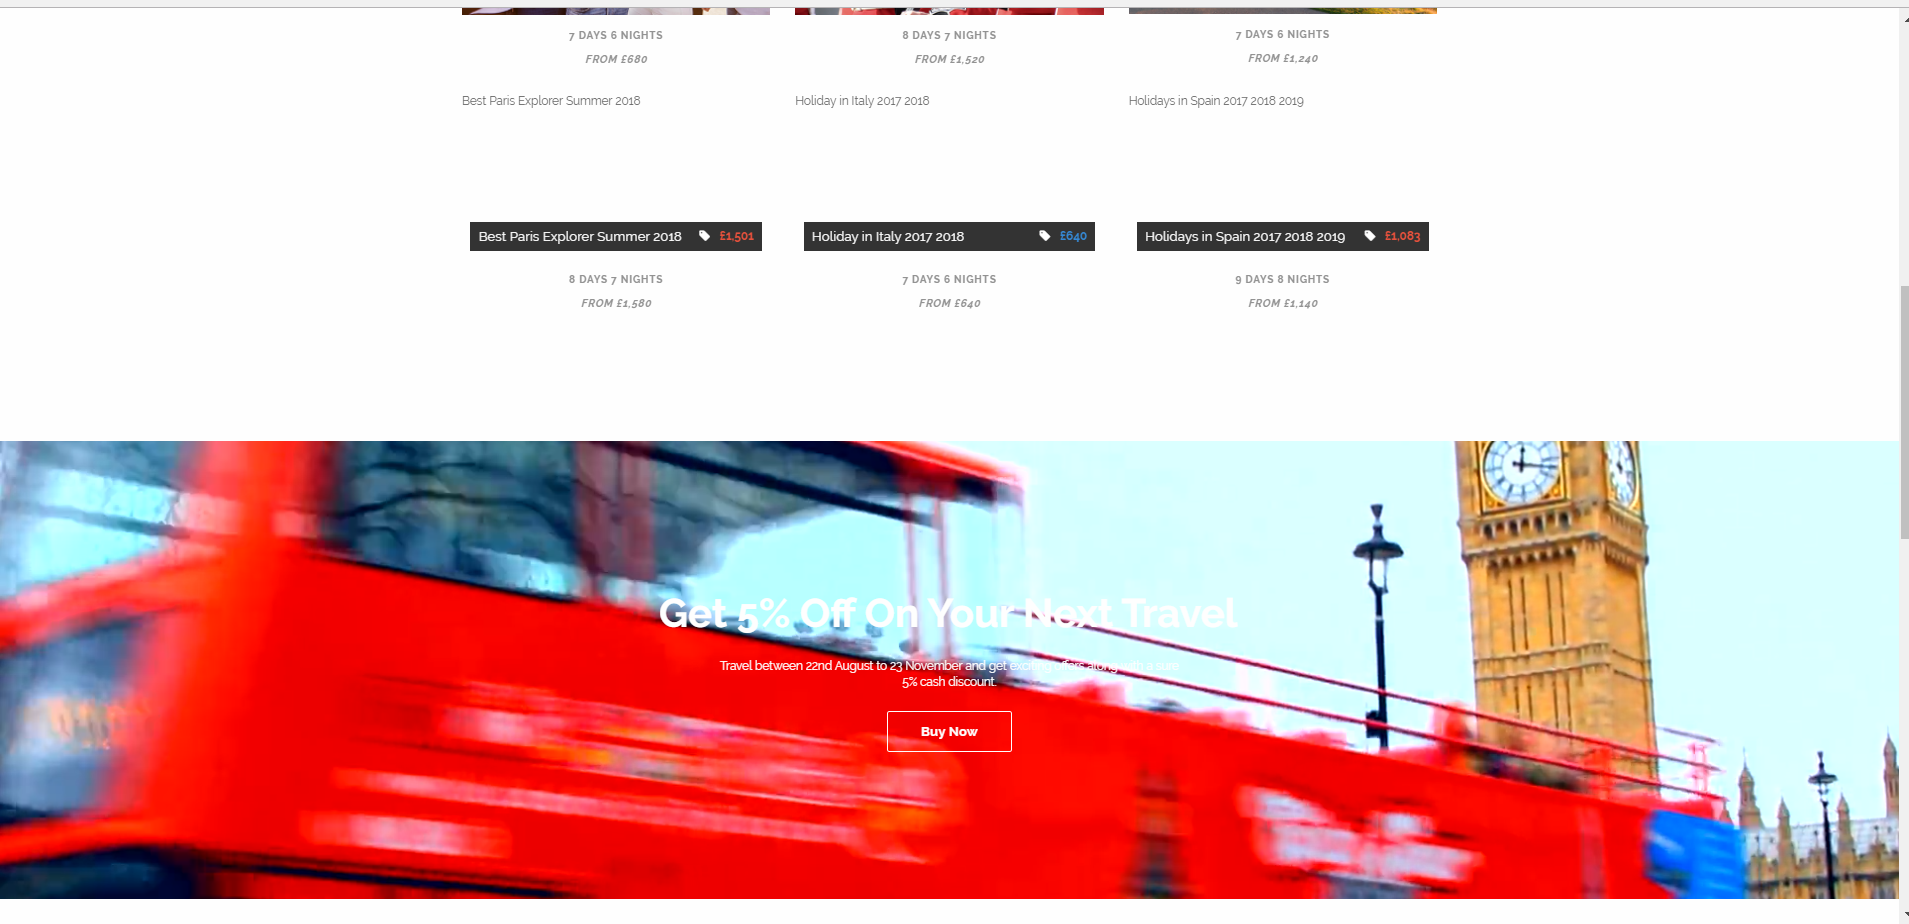 7 DAYS 6 NIGHTS
8 DAYS 7 NIGHTS
7 DAYS 6 NIGHTS
FROM £680
FROM £1,520
FROM £1,240
Best Paris Explorer Summer 2018
Holiday in Italy 2017 2018
Holidays in Spain 2017 2018 2019
Best Paris Explorer Summer 2018 £1,501
Holiday in Italy 2017 2018 £640
Holidays in Spain 2017 2018 2019 £1,083
8 DAYS 7 NIGHTS
7 DAYS 6 NIGHTS
9 DAYS 8 NIGHTS
FROM £1,580
FROM £640
FROM £1,140
Get 5% Off On Your Next Travel
Travel between 22nd August to 23 November and get exciting offers along with a sure
5% cash discount.
Buy Now